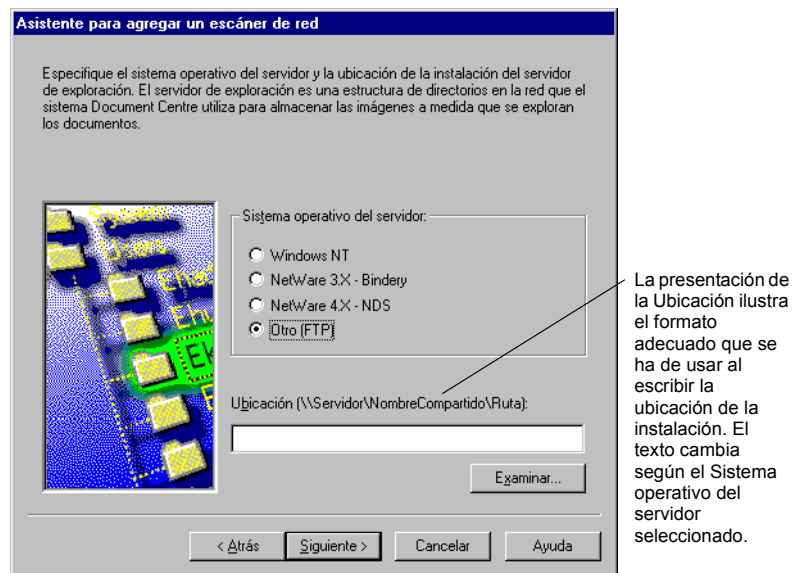 Asistente para agregar un escáner de red
Especifique el sistema operativo del servidor y la ubicación de la instalación del servidor
de exploración. El servidor de exploración es una estructura de directorios en la red que el
sistema Document Centre utiliza para almacenar las imágenes a medida que se exploran
los documentos.
Sistema operativo del servidor:
Windows NT
NetWare 3.X - Bindery
NetWare 4.X - NDS
Otro (FTP)
Ubicación (\\Servidor\NombreCompartido\Ruta):
Examinar...
< Atrás
Siguiente >
Cancelar
Ayuda
La presentación de
la Ubicación ilustra
el formato
adecuado que se
ha de usar al
escribir la
ubicación de la
instalación. El
texto cambia
según el Sistema
operativo del
servidor
seleccionado.